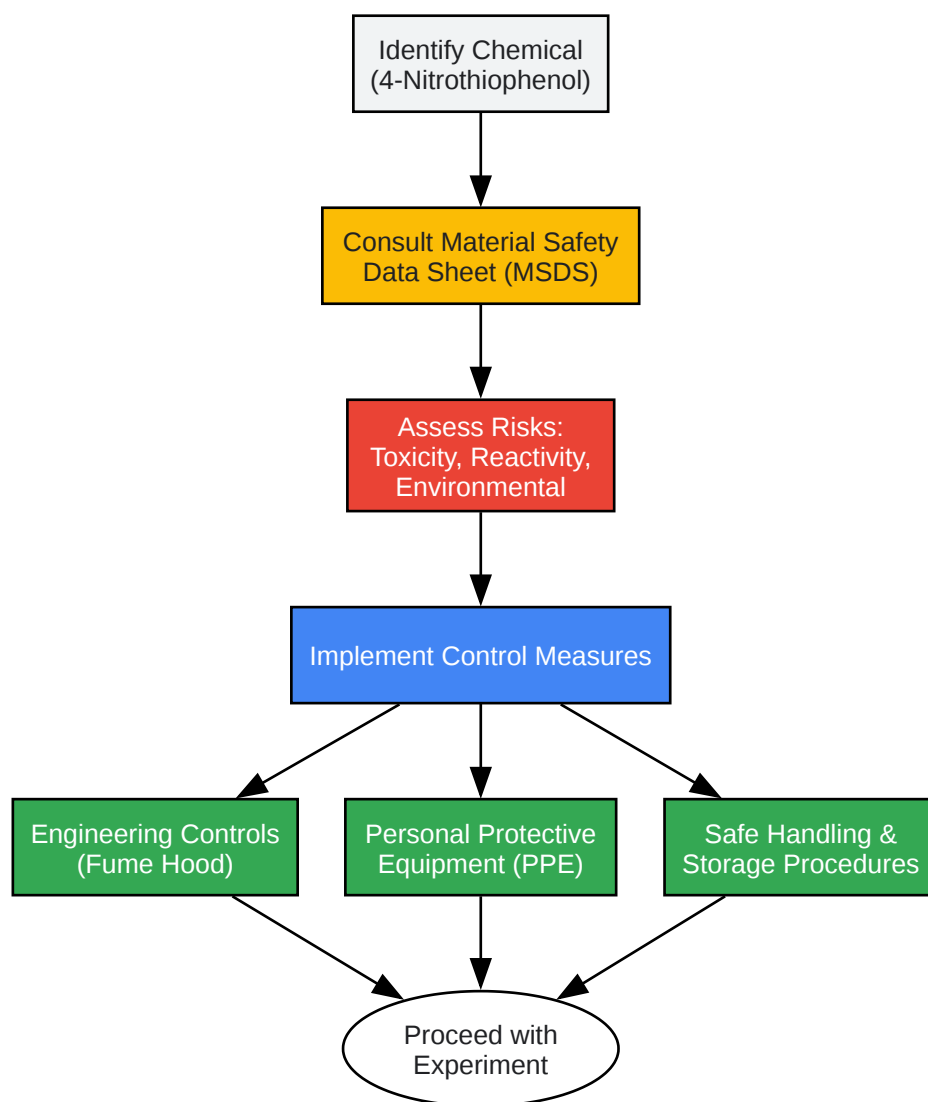 Identify Chemical
(4-Nitrothiophenol)
Consult Material Safety
Data Sheet (MSDS)
Assess Risks:
Toxicity, Reactivity,
Environmental
Implement Control Measures
Engineering Controls
(Fume Hood)
Personal Protective
Equipment (PPE)
Safe Handling &
Storage Procedures
Proceed with
Experiment